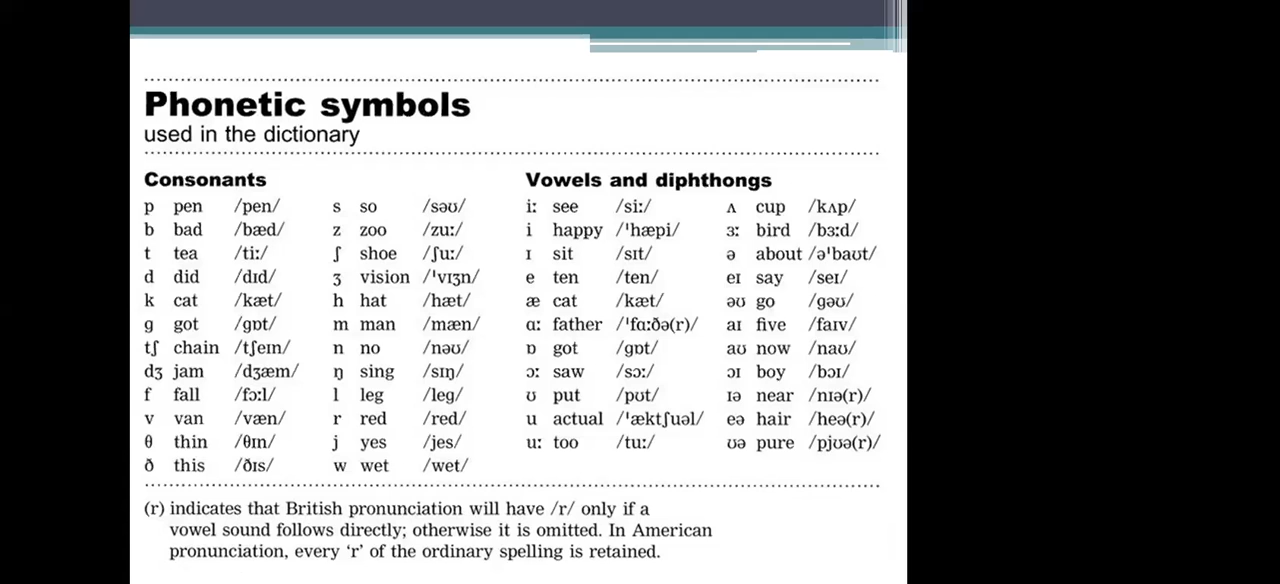 Phonetic symbols
used in the dictionary
Consonants
p pen /pen/
b bad /bæd/
t tea /tiː/
d did /dɪd/
k cat /kæt/
g got /gɒt/
tʃ chain /tʃeɪn/
dʒ jam /dʒæm/
f fall /fɔːl/
v van /væn/
θ thin /θɪn/
ð this /ðɪs/
s so /səʊ/
z zoo /zuː/
ʃ shoe /ʃuː/
ʒ vision /ˈvɪʒn/
h hat /hæt/
m man /mæn/
n no /nəʊ/
ŋ sing /sɪŋ/
l leg /leg/
r red /red/
j yes /jes/
w wet /wet/
Vowels and diphthongs
iː see /siː/
i happy /ˈhæpi/
ɪ sit /sɪt/
e ten /ten/
æ cat /kæt/
ɑː father /ˈfɑːðə(r)/
ɒ got /gɒt/
ɔː saw /sɔː/
ʊ put /pʊt/
u actual /ˈæktʃuəl/
uː too /tuː/
ʌ cup /kʌp/
ɜː bird /bɜːd/
ə about /əˈbaʊt/
eɪ say /seɪ/
əʊ go /gəʊ/
aɪ five /faɪv/
aʊ now /naʊ/
ɔɪ boy /bɔɪ/
ɪə near /nɪə(r)/
eə hair /heə(r)/
ʊə pure /pjʊə(r)/
(r) indicates that British pronunciation will have /r/ only if a
vowel sound follows directly; otherwise it is omitted. In American
pronunciation, every ‘r’ of the ordinary spelling is retained.